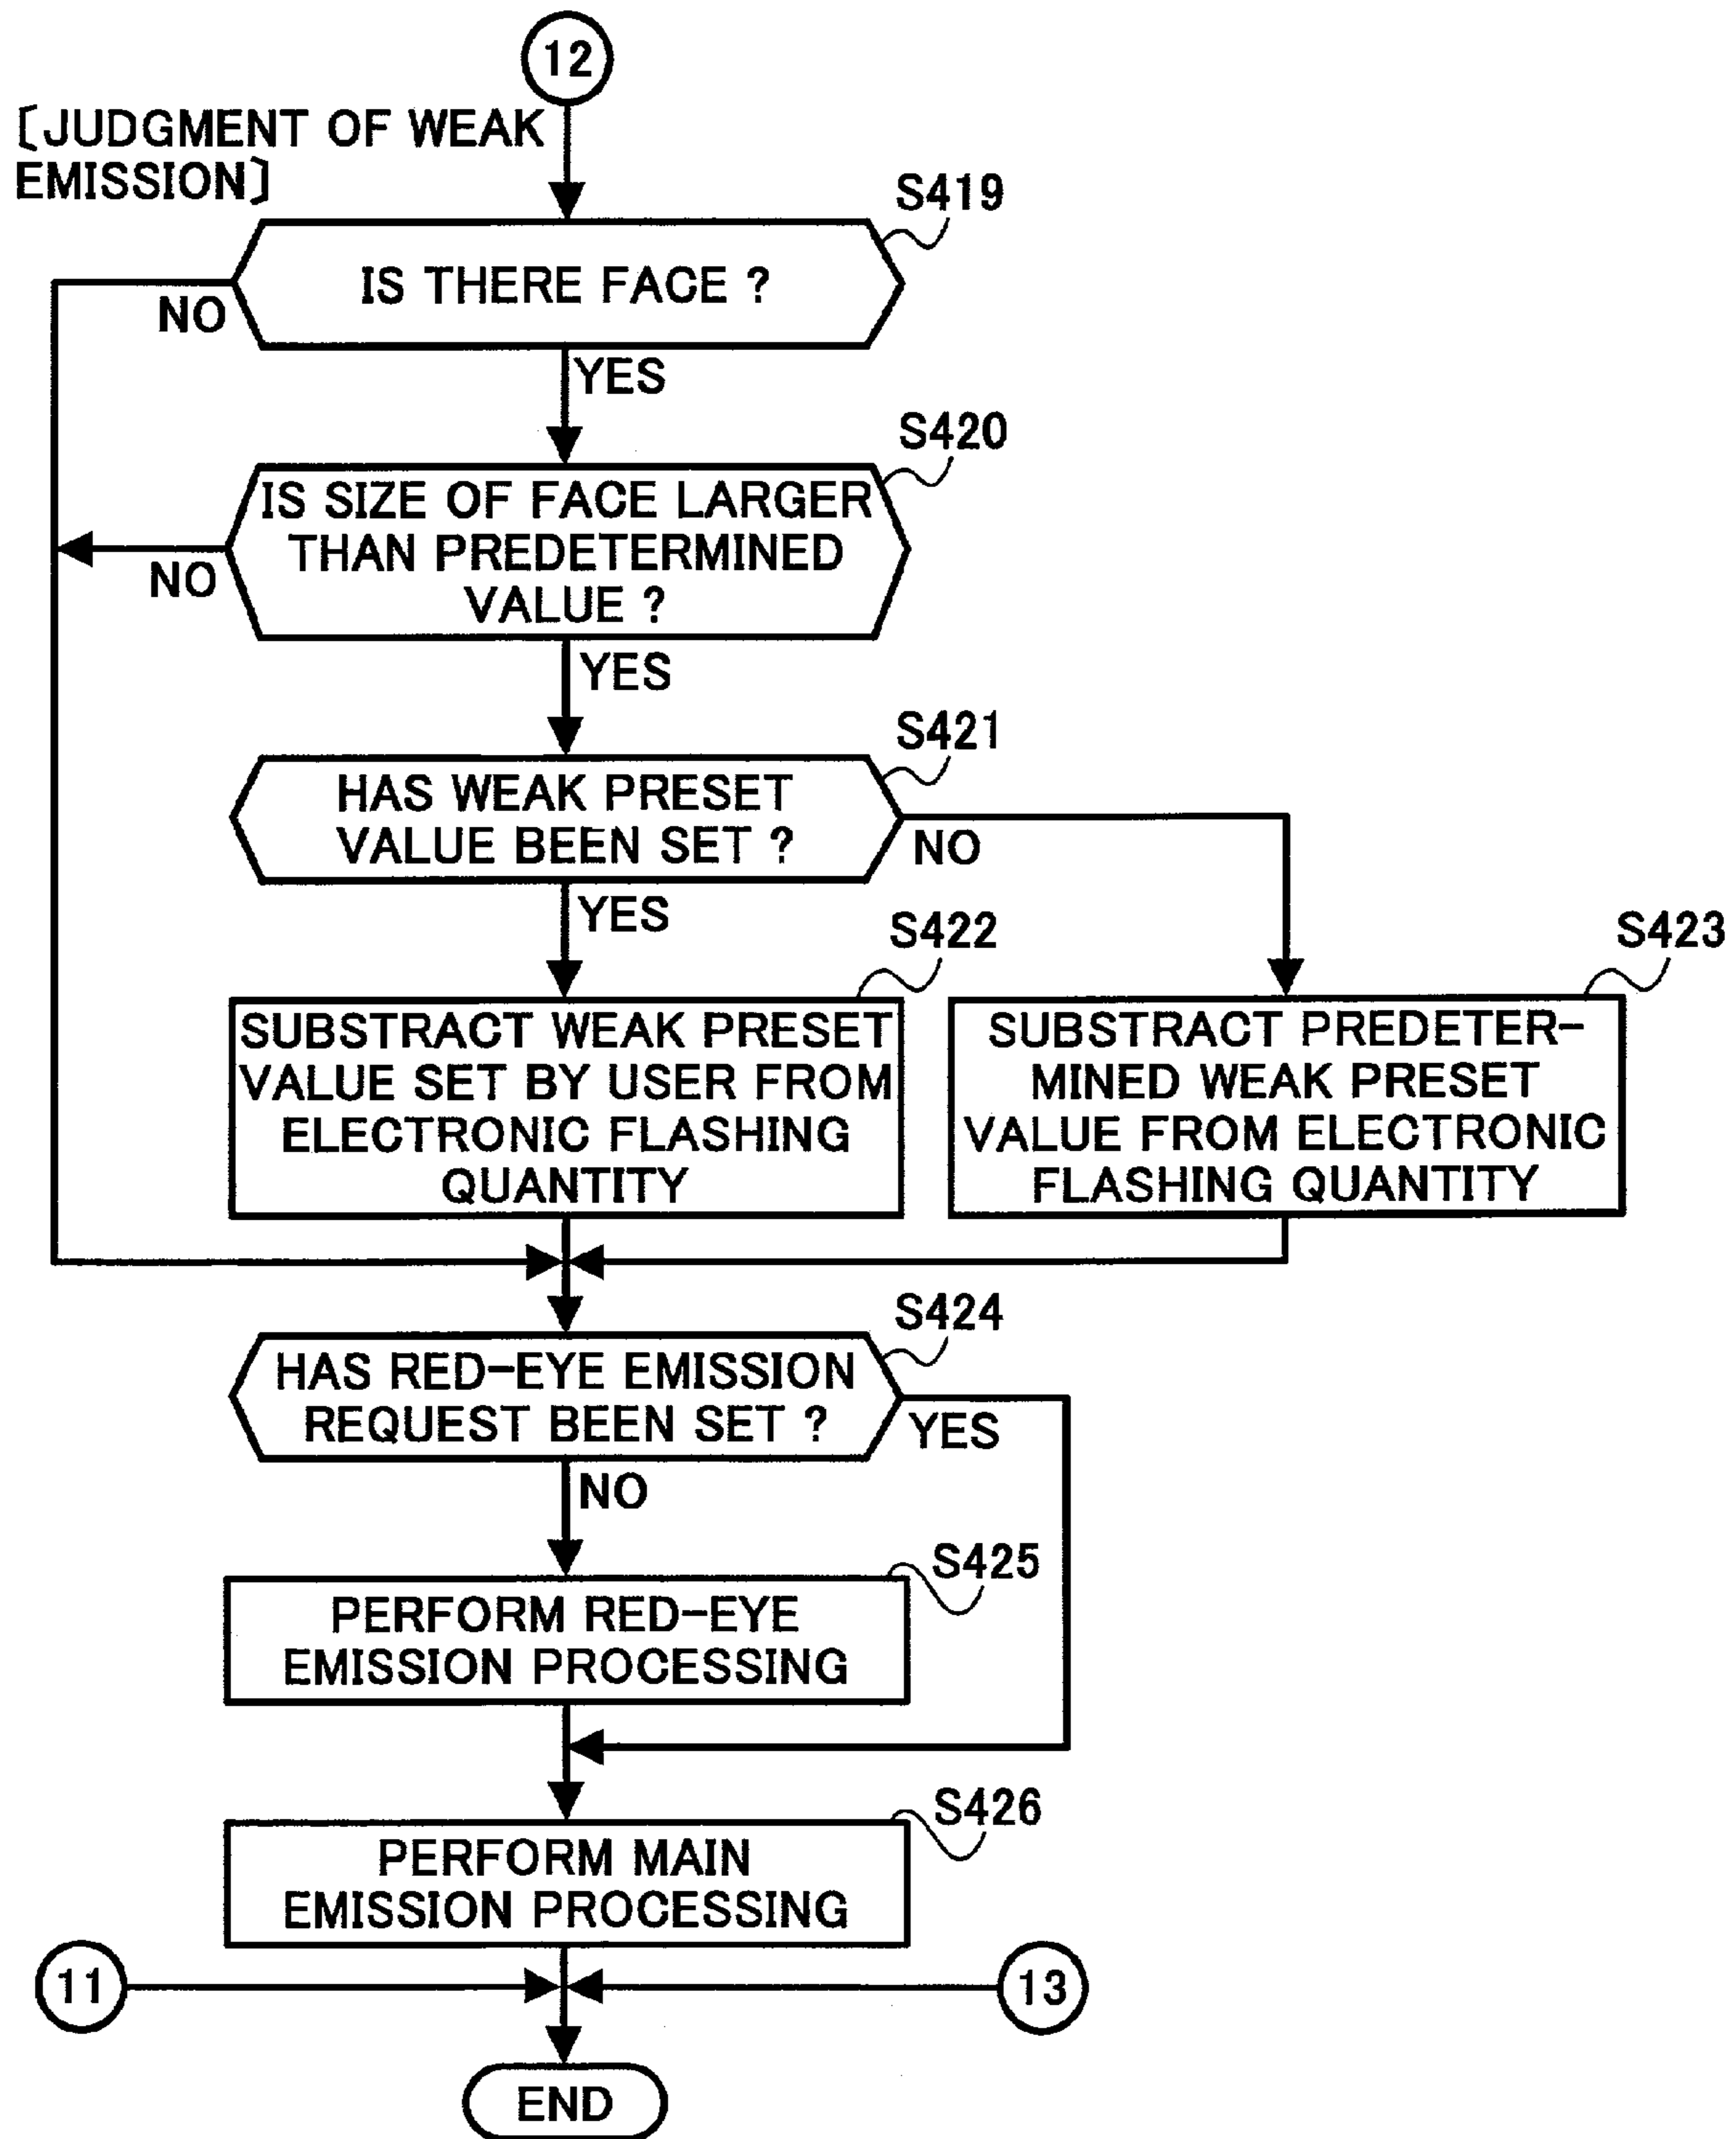 12
[JUDGMENT OF WEAK
EMISSION]
S419
IS THERE FACE ?
NO
YES
S420
IS SIZE OF FACE LARGER
THAN PREDETERMINED
VALUE ?
NO
YES
S421
HAS WEAK PRESET
VALUE BEEN SET ?
NO
YES
S422
SUBSTRACT WEAK PRESET
VALUE SET BY USER FROM
ELECTRONIC FLASHING
QUANTITY
S423
SUBSTRACT PREDETER-
MINED WEAK PRESET
VALUE FROM ELECTRONIC
FLASHING QUANTITY
S424
HAS RED-EYE EMISSION
REQUEST BEEN SET ?
YES
NO
S425
PERFORM RED-EYE
EMISSION PROCESSING
S426
PERFORM MAIN
EMISSION PROCESSING
11
13
END